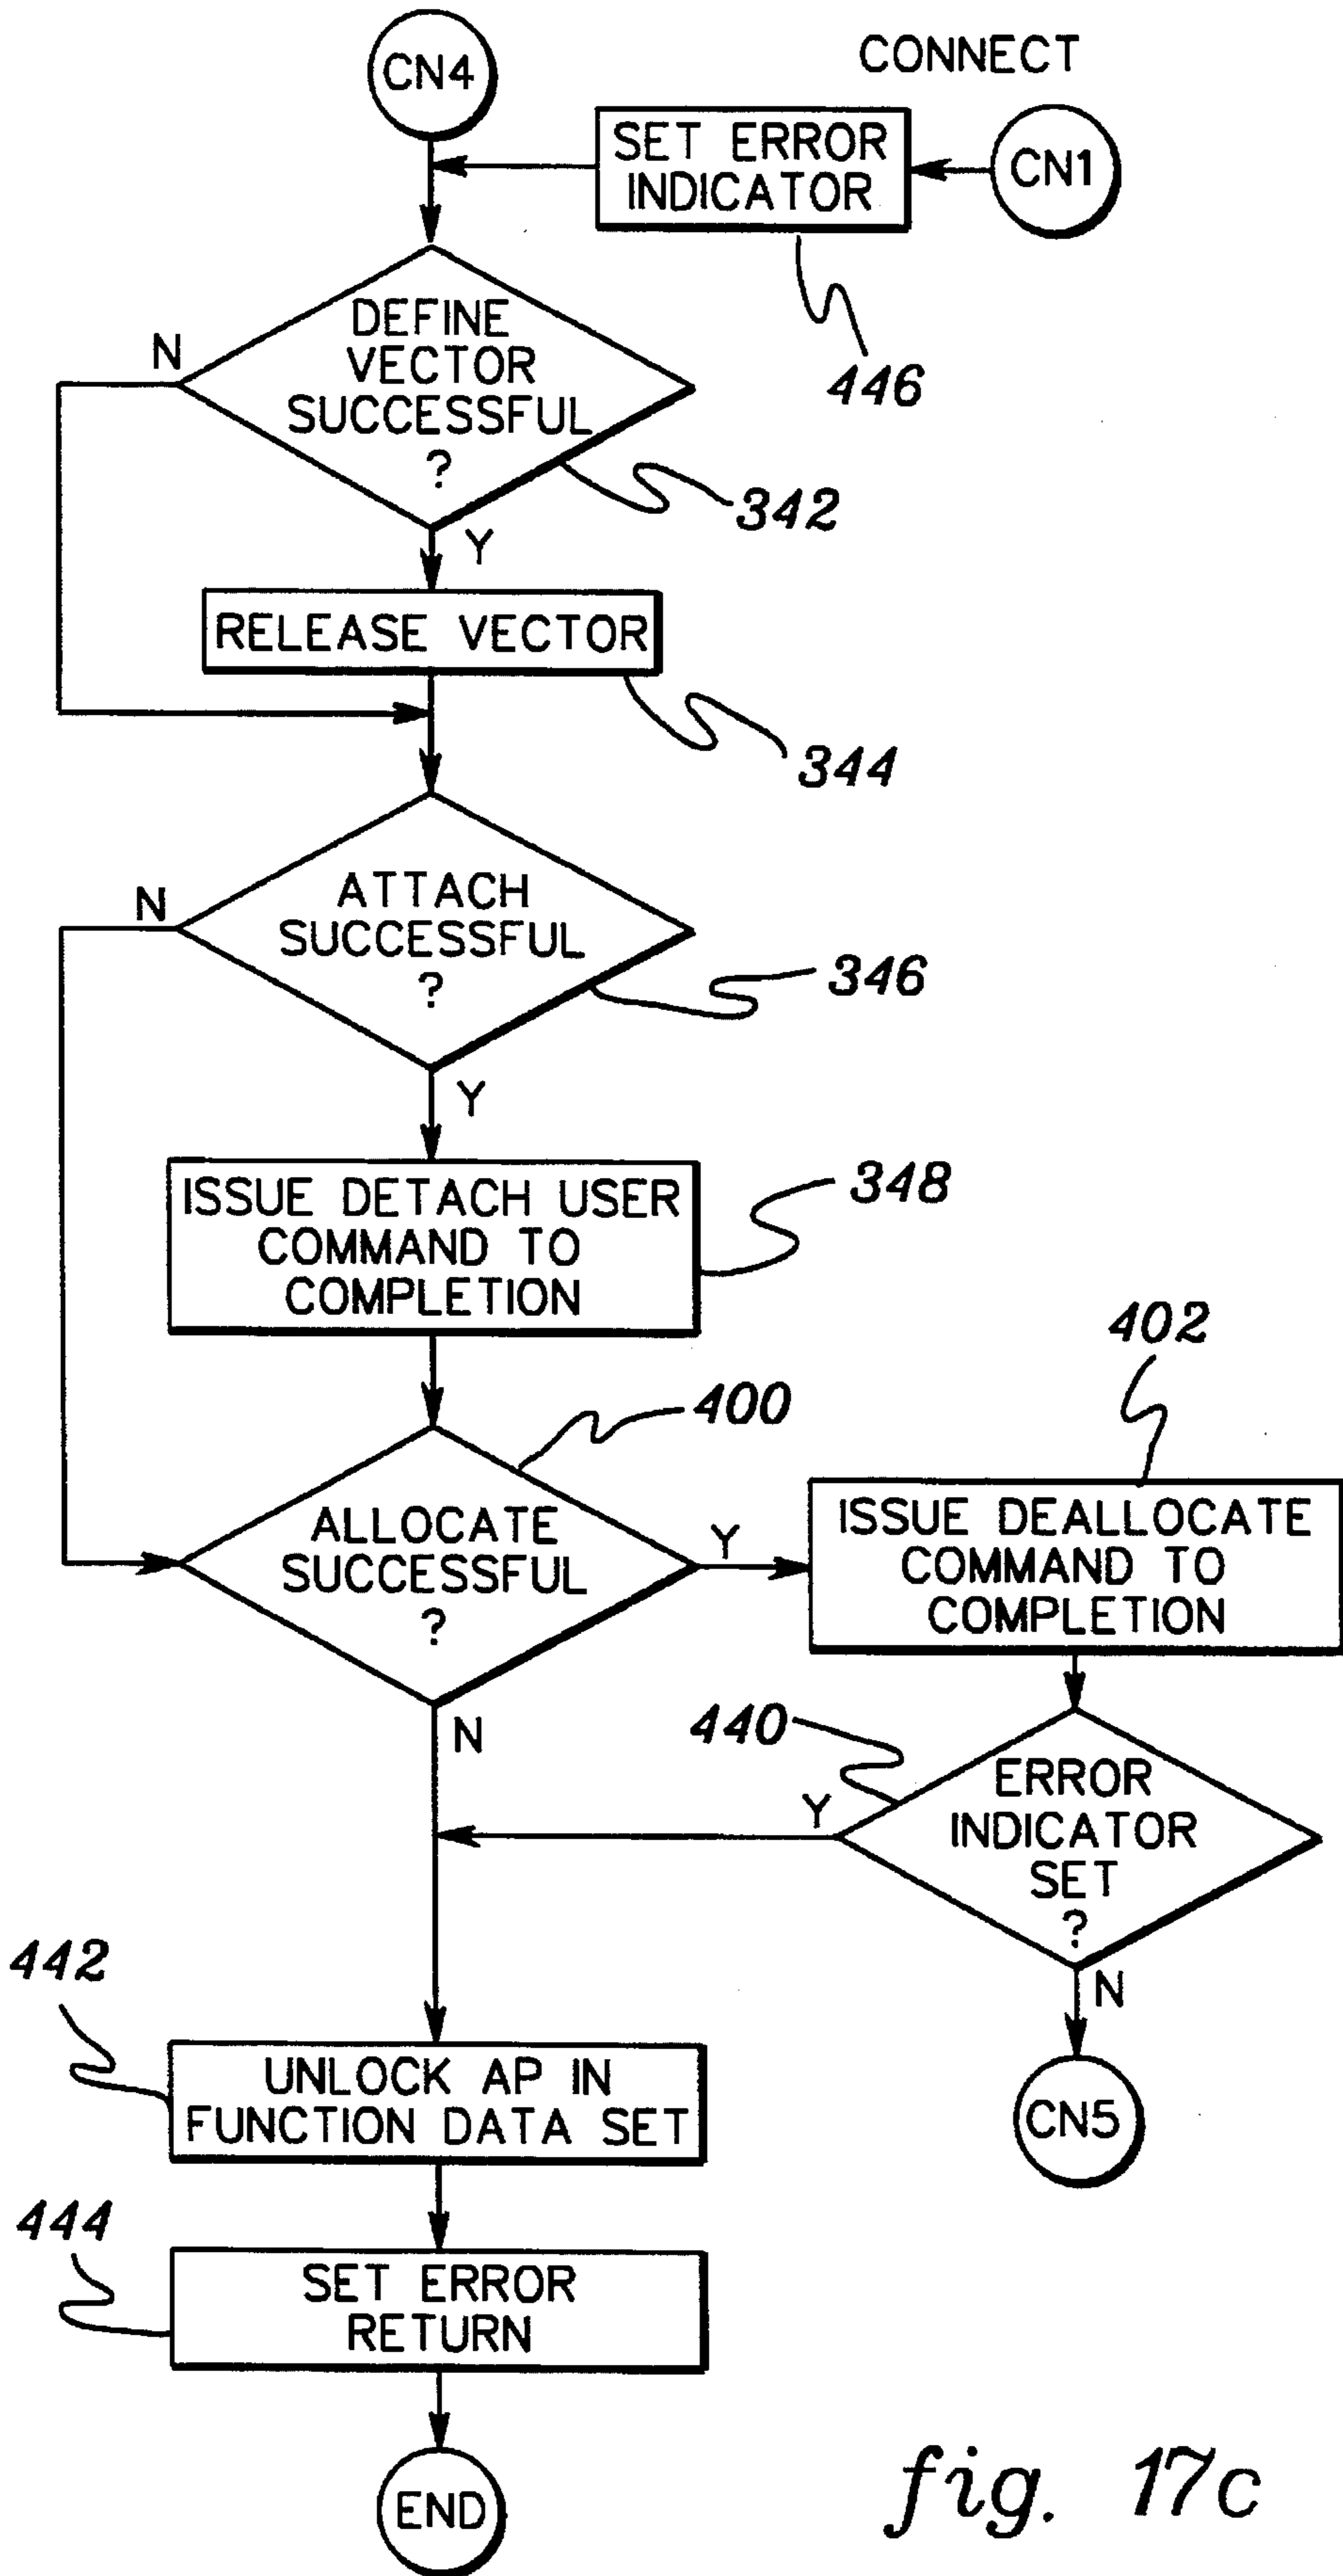 CN4
CONNECT
SET ERROR
INDICATOR
CN1
446
DEFINE
VECTOR
SUCCESSFUL
?
N
342
Y
RELEASE VECTOR
344
ATTACH
SUCCESSFUL
?
N
346
Y
ISSUE DETACH USER
COMMAND TO
COMPLETION
348
400
402
ALLOCATE
SUCCESSFUL
?
Y
ISSUE DEALLOCATE
COMMAND TO
COMPLETION
N
440
ERROR
INDICATOR
SET
?
Y
N
CN5
442
UNLOCK AP IN
FUNCTION DATA SET
444
SET ERROR
RETURN
END
fig. 17c